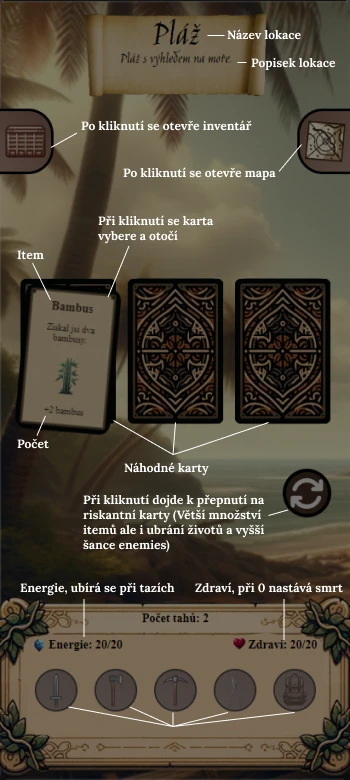 Pláž
Název lokace
Pláž s výhledem na moře.
Popisek lokace
Po kliknutí se otevře inventář
Po kliknutí se otevře mapa
Při kliknutí se karta
vybere a otočí
Item
Bambus
Získal jsi dva
bambusy.
+2 bambus
Počet
Náhodné karty
Při kliknutí dojde k přepnutí na
riskantní karty (Větší množství
itemů ale i ubrání životů a vyšší
šance enemies)
Energie, ubírá se při tazích
Zdraví, při 0 nastává smrt
Počet tahů: 2
Energie: 20/20
Zdraví: 20/20